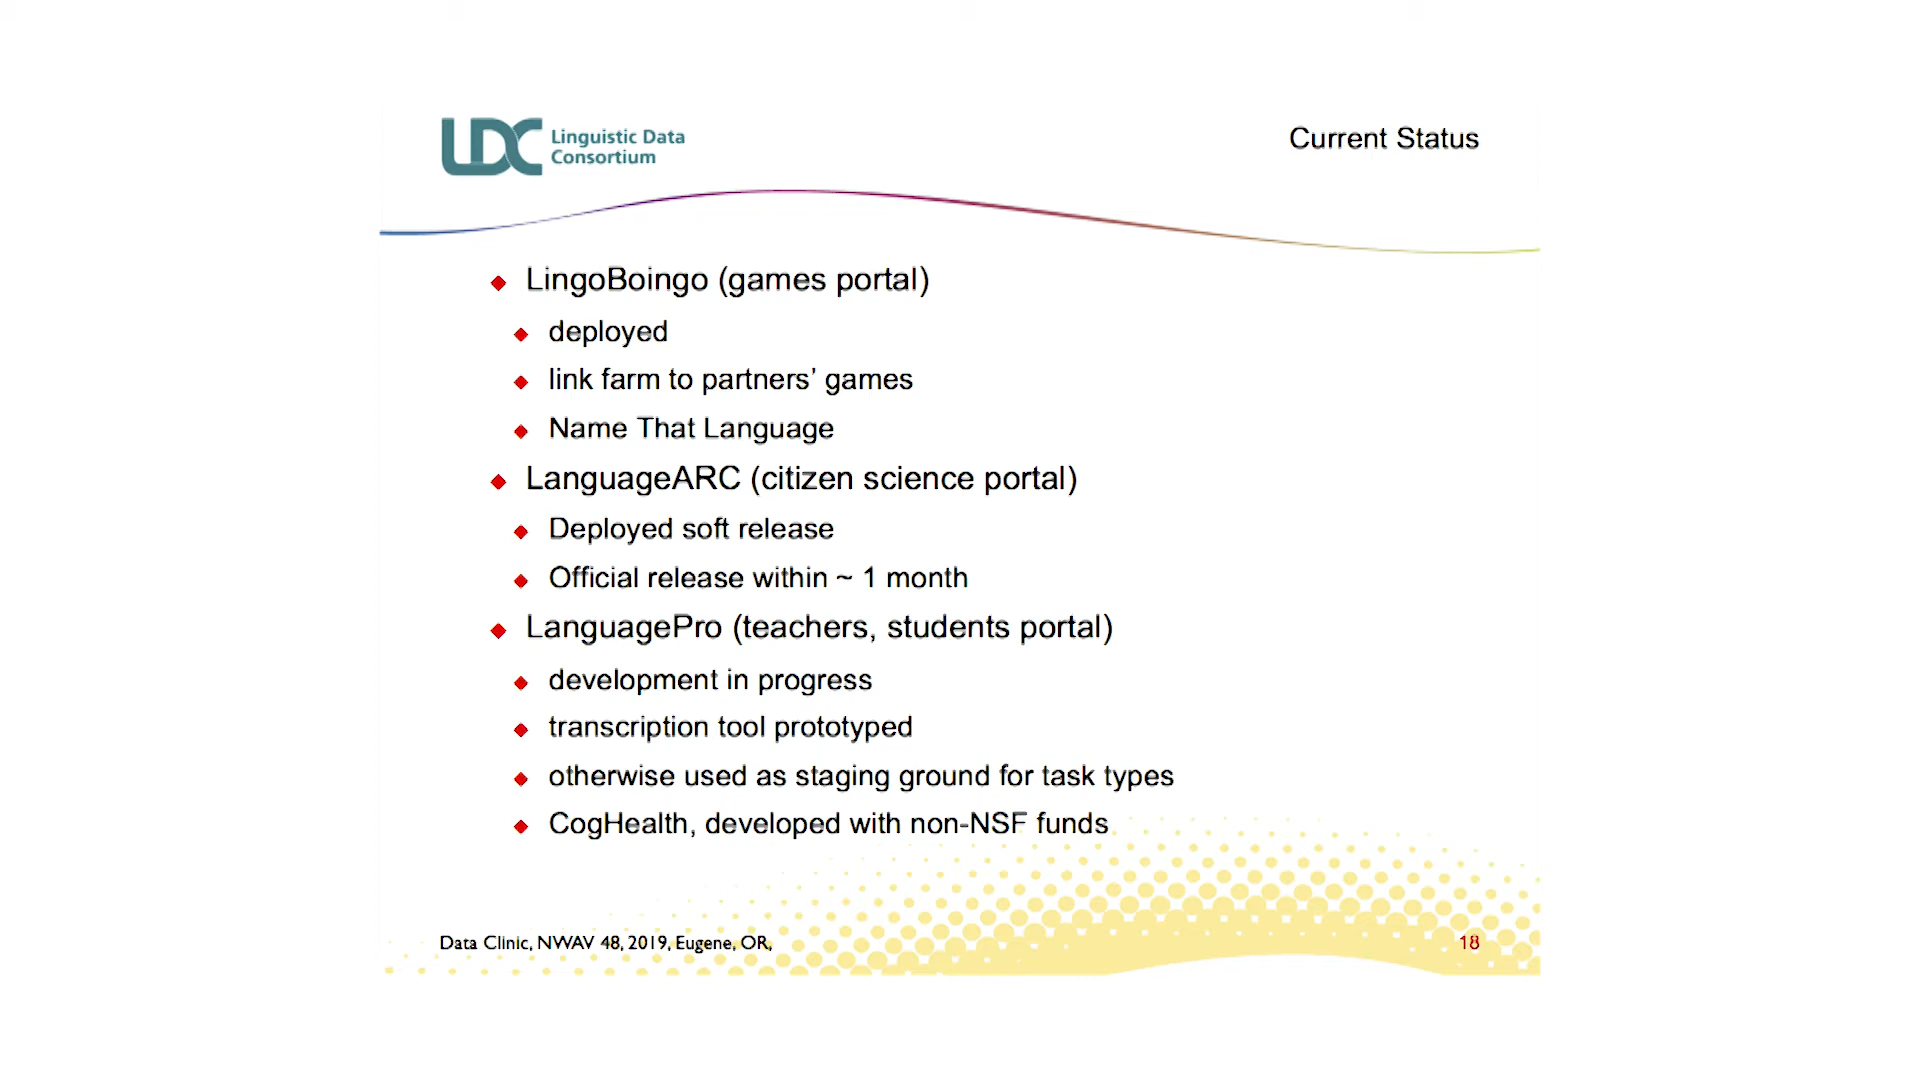 LDC Linguistic Data
Consortium
Current Status
LingoBoingo (games portal)
deployed
link farm to partners’ games
Name That Language
LanguageARC (citizen science portal)
Deployed soft release
Official release within ~ 1 month
LanguagePro (teachers, students portal)
development in progress
transcription tool prototyped
otherwise used as staging ground for task types
CogHealth, developed with non-NSF funds
Data Clinic, NWAV 48, 2019, Eugene, OR,
18